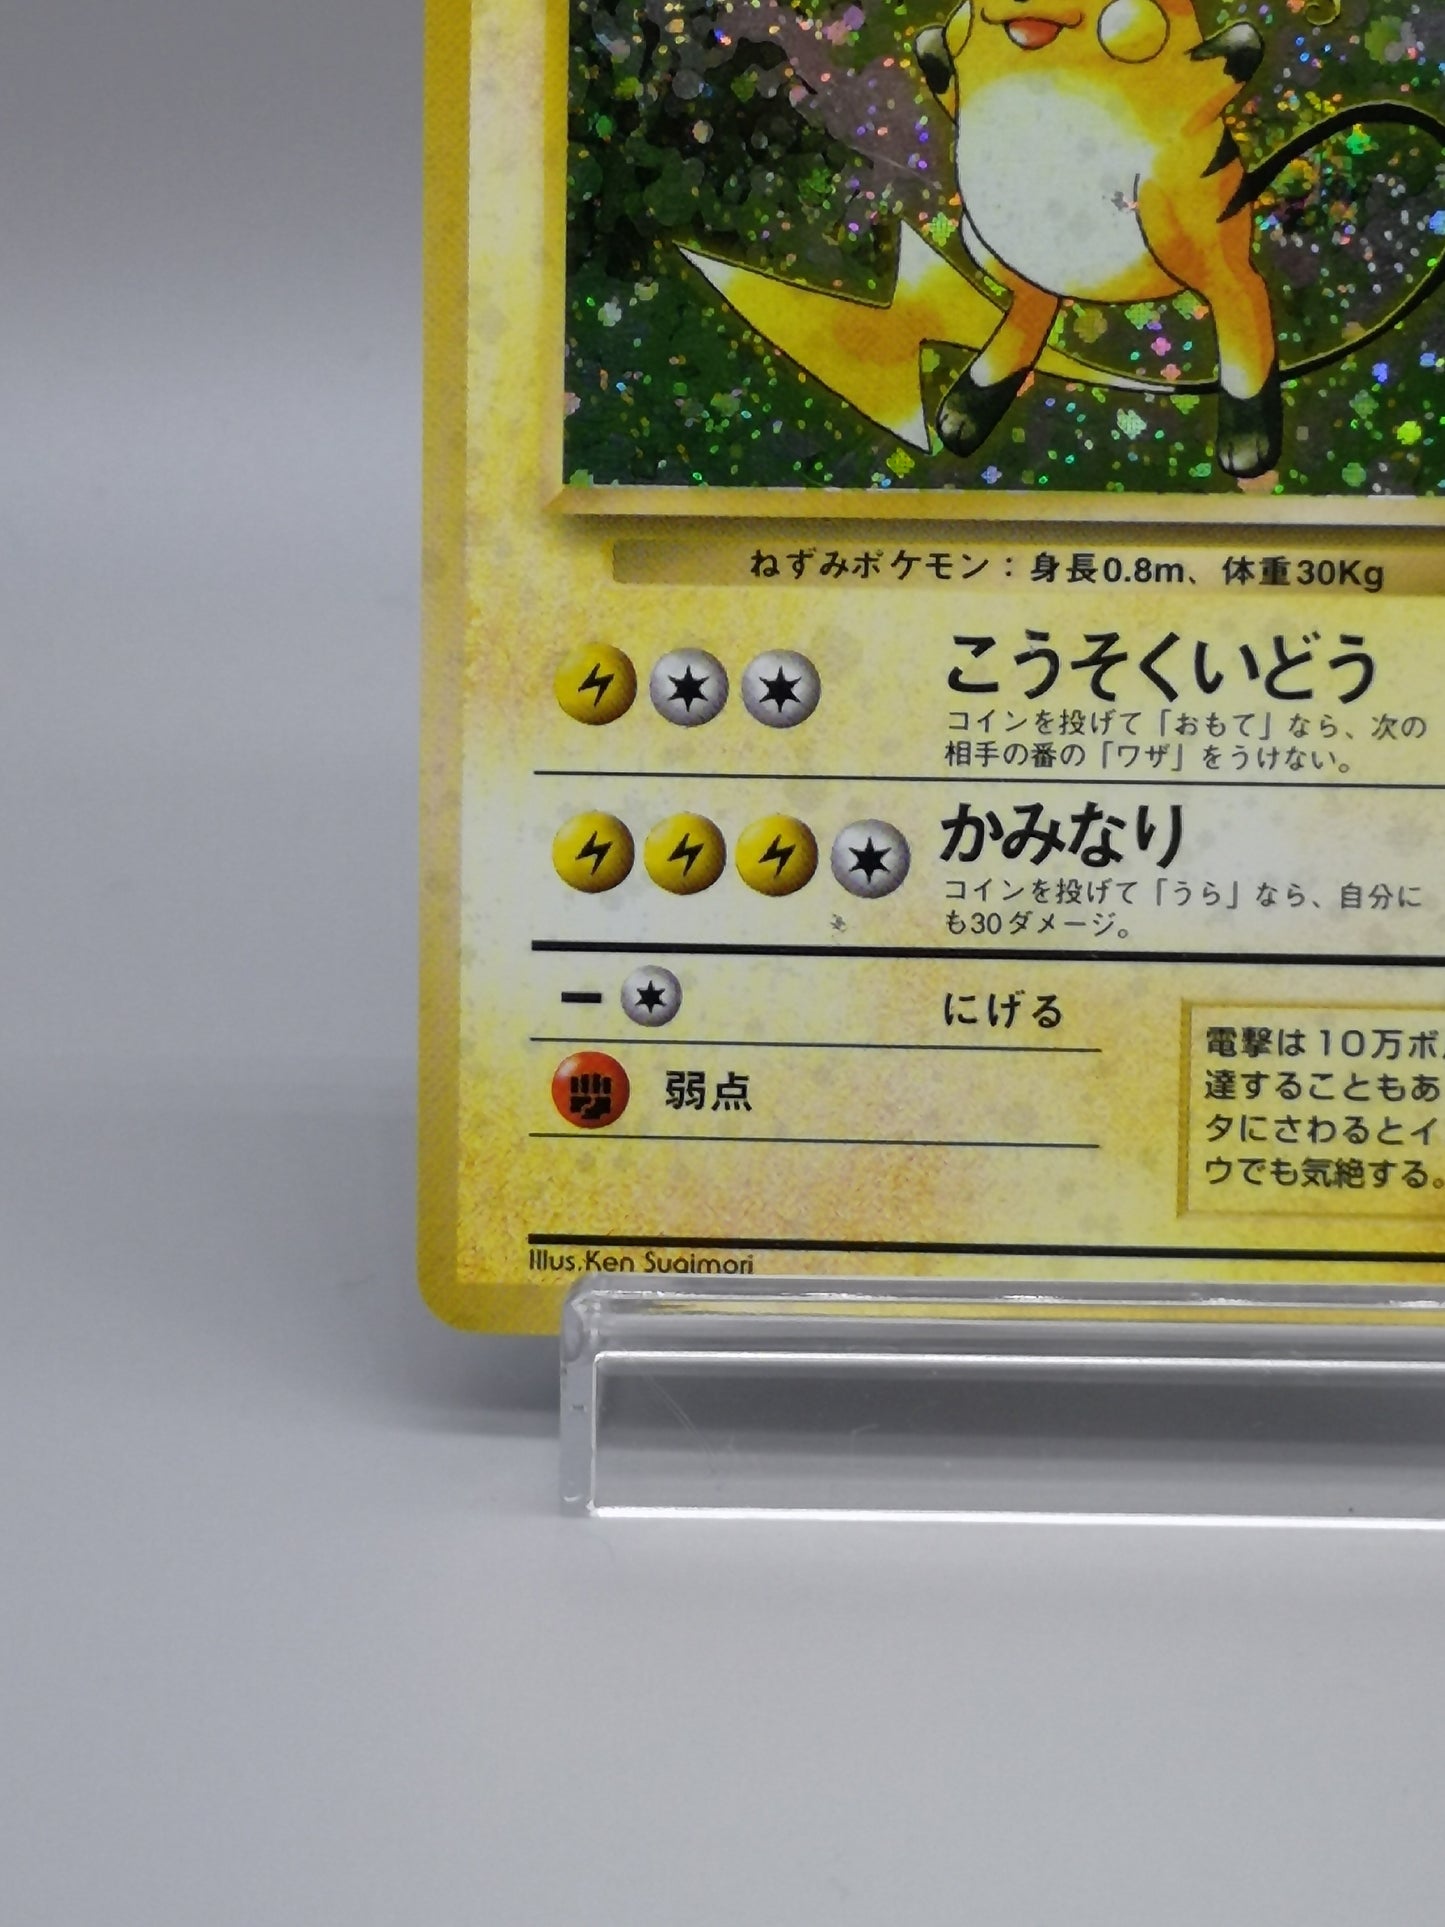 ねずみポケモン：身長0.8m、体重30Kg
こうそくいどう
コインを投げて「おもて」なら、次の
相手の番の「ワザ」をうけない。
かみなり
コインを投げて「うら」なら、自分に
も30ダメージ。
ー
にげる
弱点
電撃は10万ボ
達することもあ
タにさわるとイ
ウでも気絶する。
Illus.Ken Sugimori